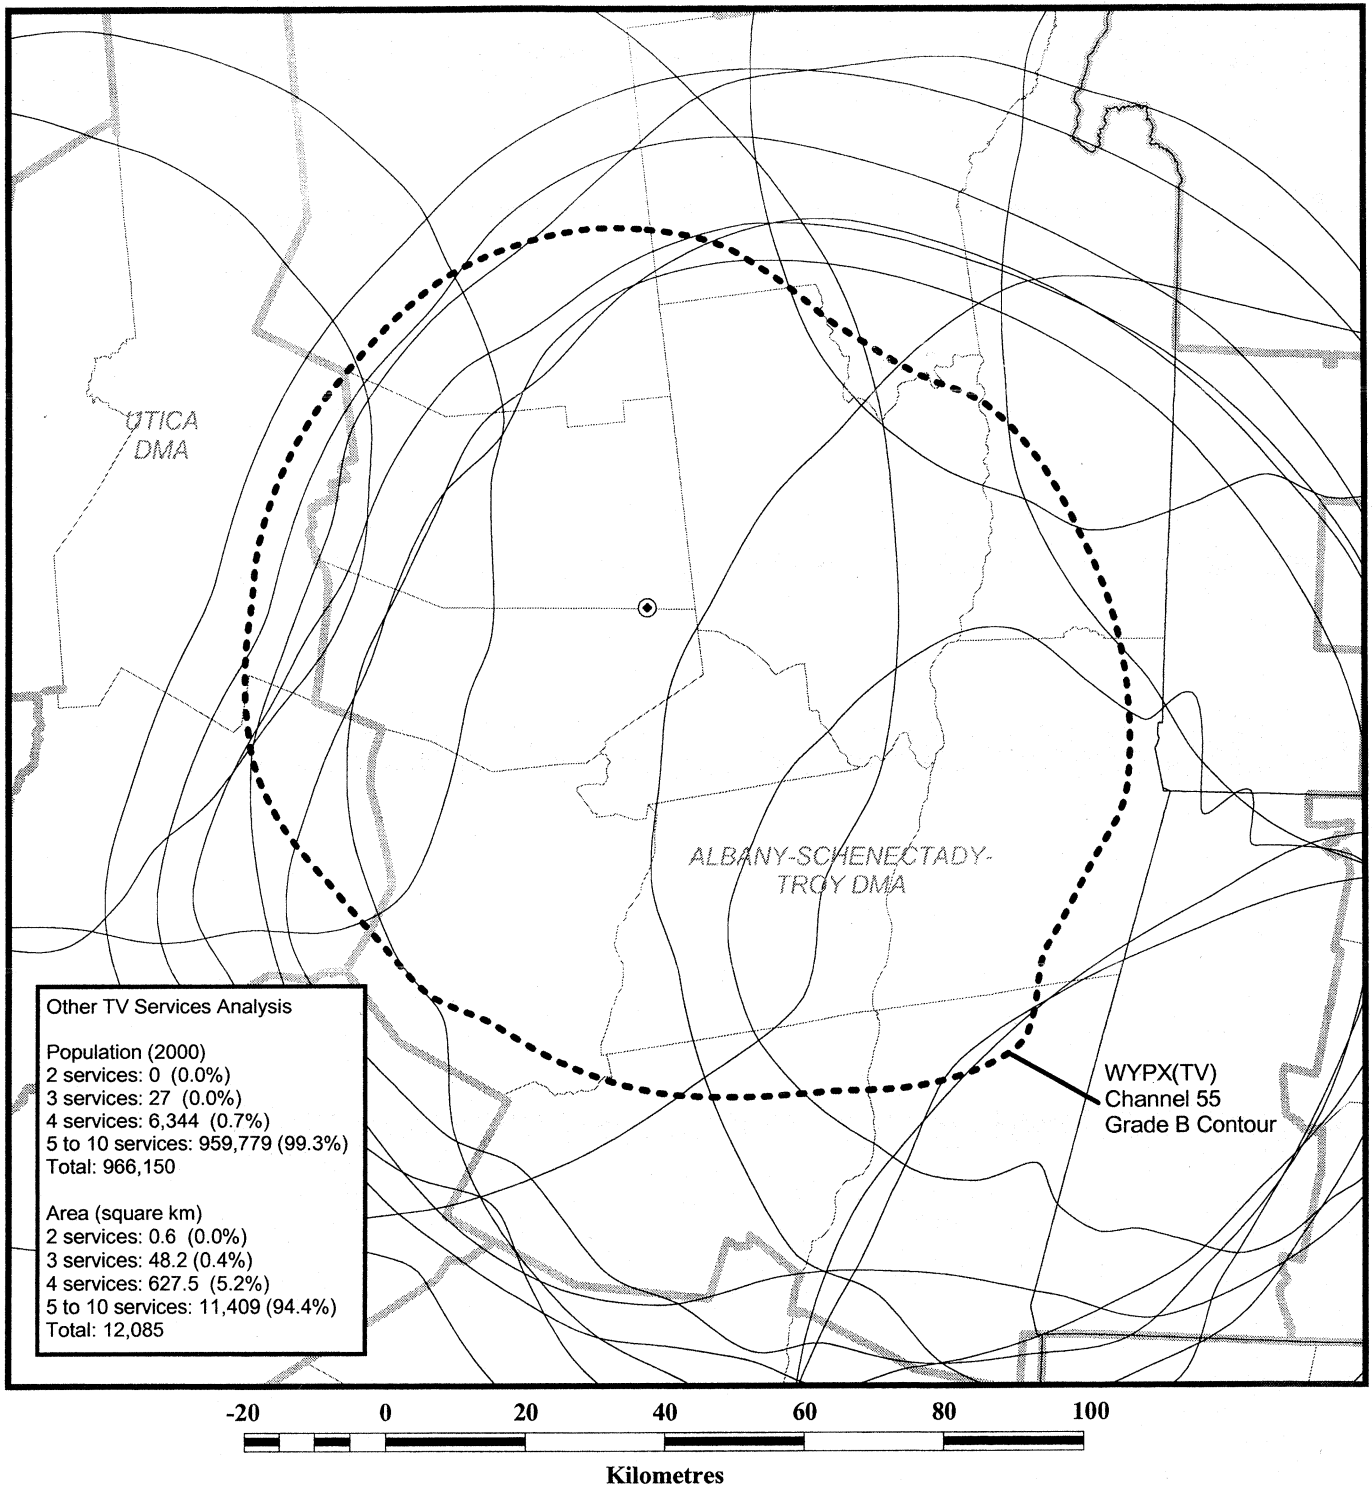 UTICA
DMA
ALBANY-SCHENECTADY-
TROY DMA
Other TV Services Analysis
Population (2000)
2 services: 0 (0.0%)
3 services: 27 (0.0%)
4 services: 6,344 (0.7%)
5 to 10 services: 959,779 (99.3%)
Total: 966,150
Area (square km)
2 services: 0.6 (0.0%)
3 services: 48.2 (0.4%)
4 services: 627.5 (5.2%)
5 to 10 services: 11,409 (94.4%)
Total: 12,085
WYPX(TV)
Channel 55
Grade B Contour
-20 0 20 40 60 80 100
Kilometres